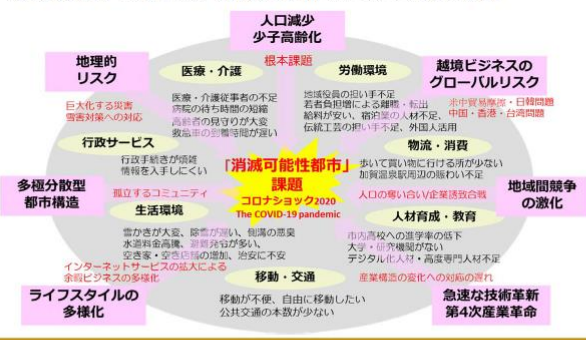 人口減少
少子高齢化
根本課題
地理的
リスク
巨大化する災害
雪害対策への対応
医療・介護
医療・介護従事者の不足
病院の待ち時間の短縮
高齢者の見守りが大変
救急車の到着時間が遅い
労働環境
地域役員の担い手不足
若者負担増による離職・転出
給料が安い、宿泊業の人材不足、
伝統工芸の担い手不足、外国人活用
越境ビジネスの
グローバルリスク
米中貿易摩擦・日韓問題
中国・香港・台湾問題
行政サービス
行政手続きが煩雑
情報を入手しにくい
物流・消費
歩いて買い物に行ける所が少ない
加賀温泉駅周辺の賑わい不足
「消滅可能性都市」
課題
コロナショック2020
The COVID-19 pandemic
多極分散型
都市構造
孤立するコミュニティ
人口の奪い合い/企業誘致合戦
地域間競争
の激化
生活環境
雪かきが大変、除雪が遅い、側溝の悪臭
水道料金高騰、
空き家・空き店舗の増加、治安に不安
人材育成・教育
市内高校への進学率の低下
大学・研究機関がない
デジタル化人材・高度専門人材不足
インターネットサービスの拡大による
余暇ビジネスの多様化
移動・交通
移動が不便、自由に移動したい
公共交通の本数が少ない
産業構造の変化への対応の遅れ
ライフスタイルの
多様化
急速な技術革新
第4次産業革命